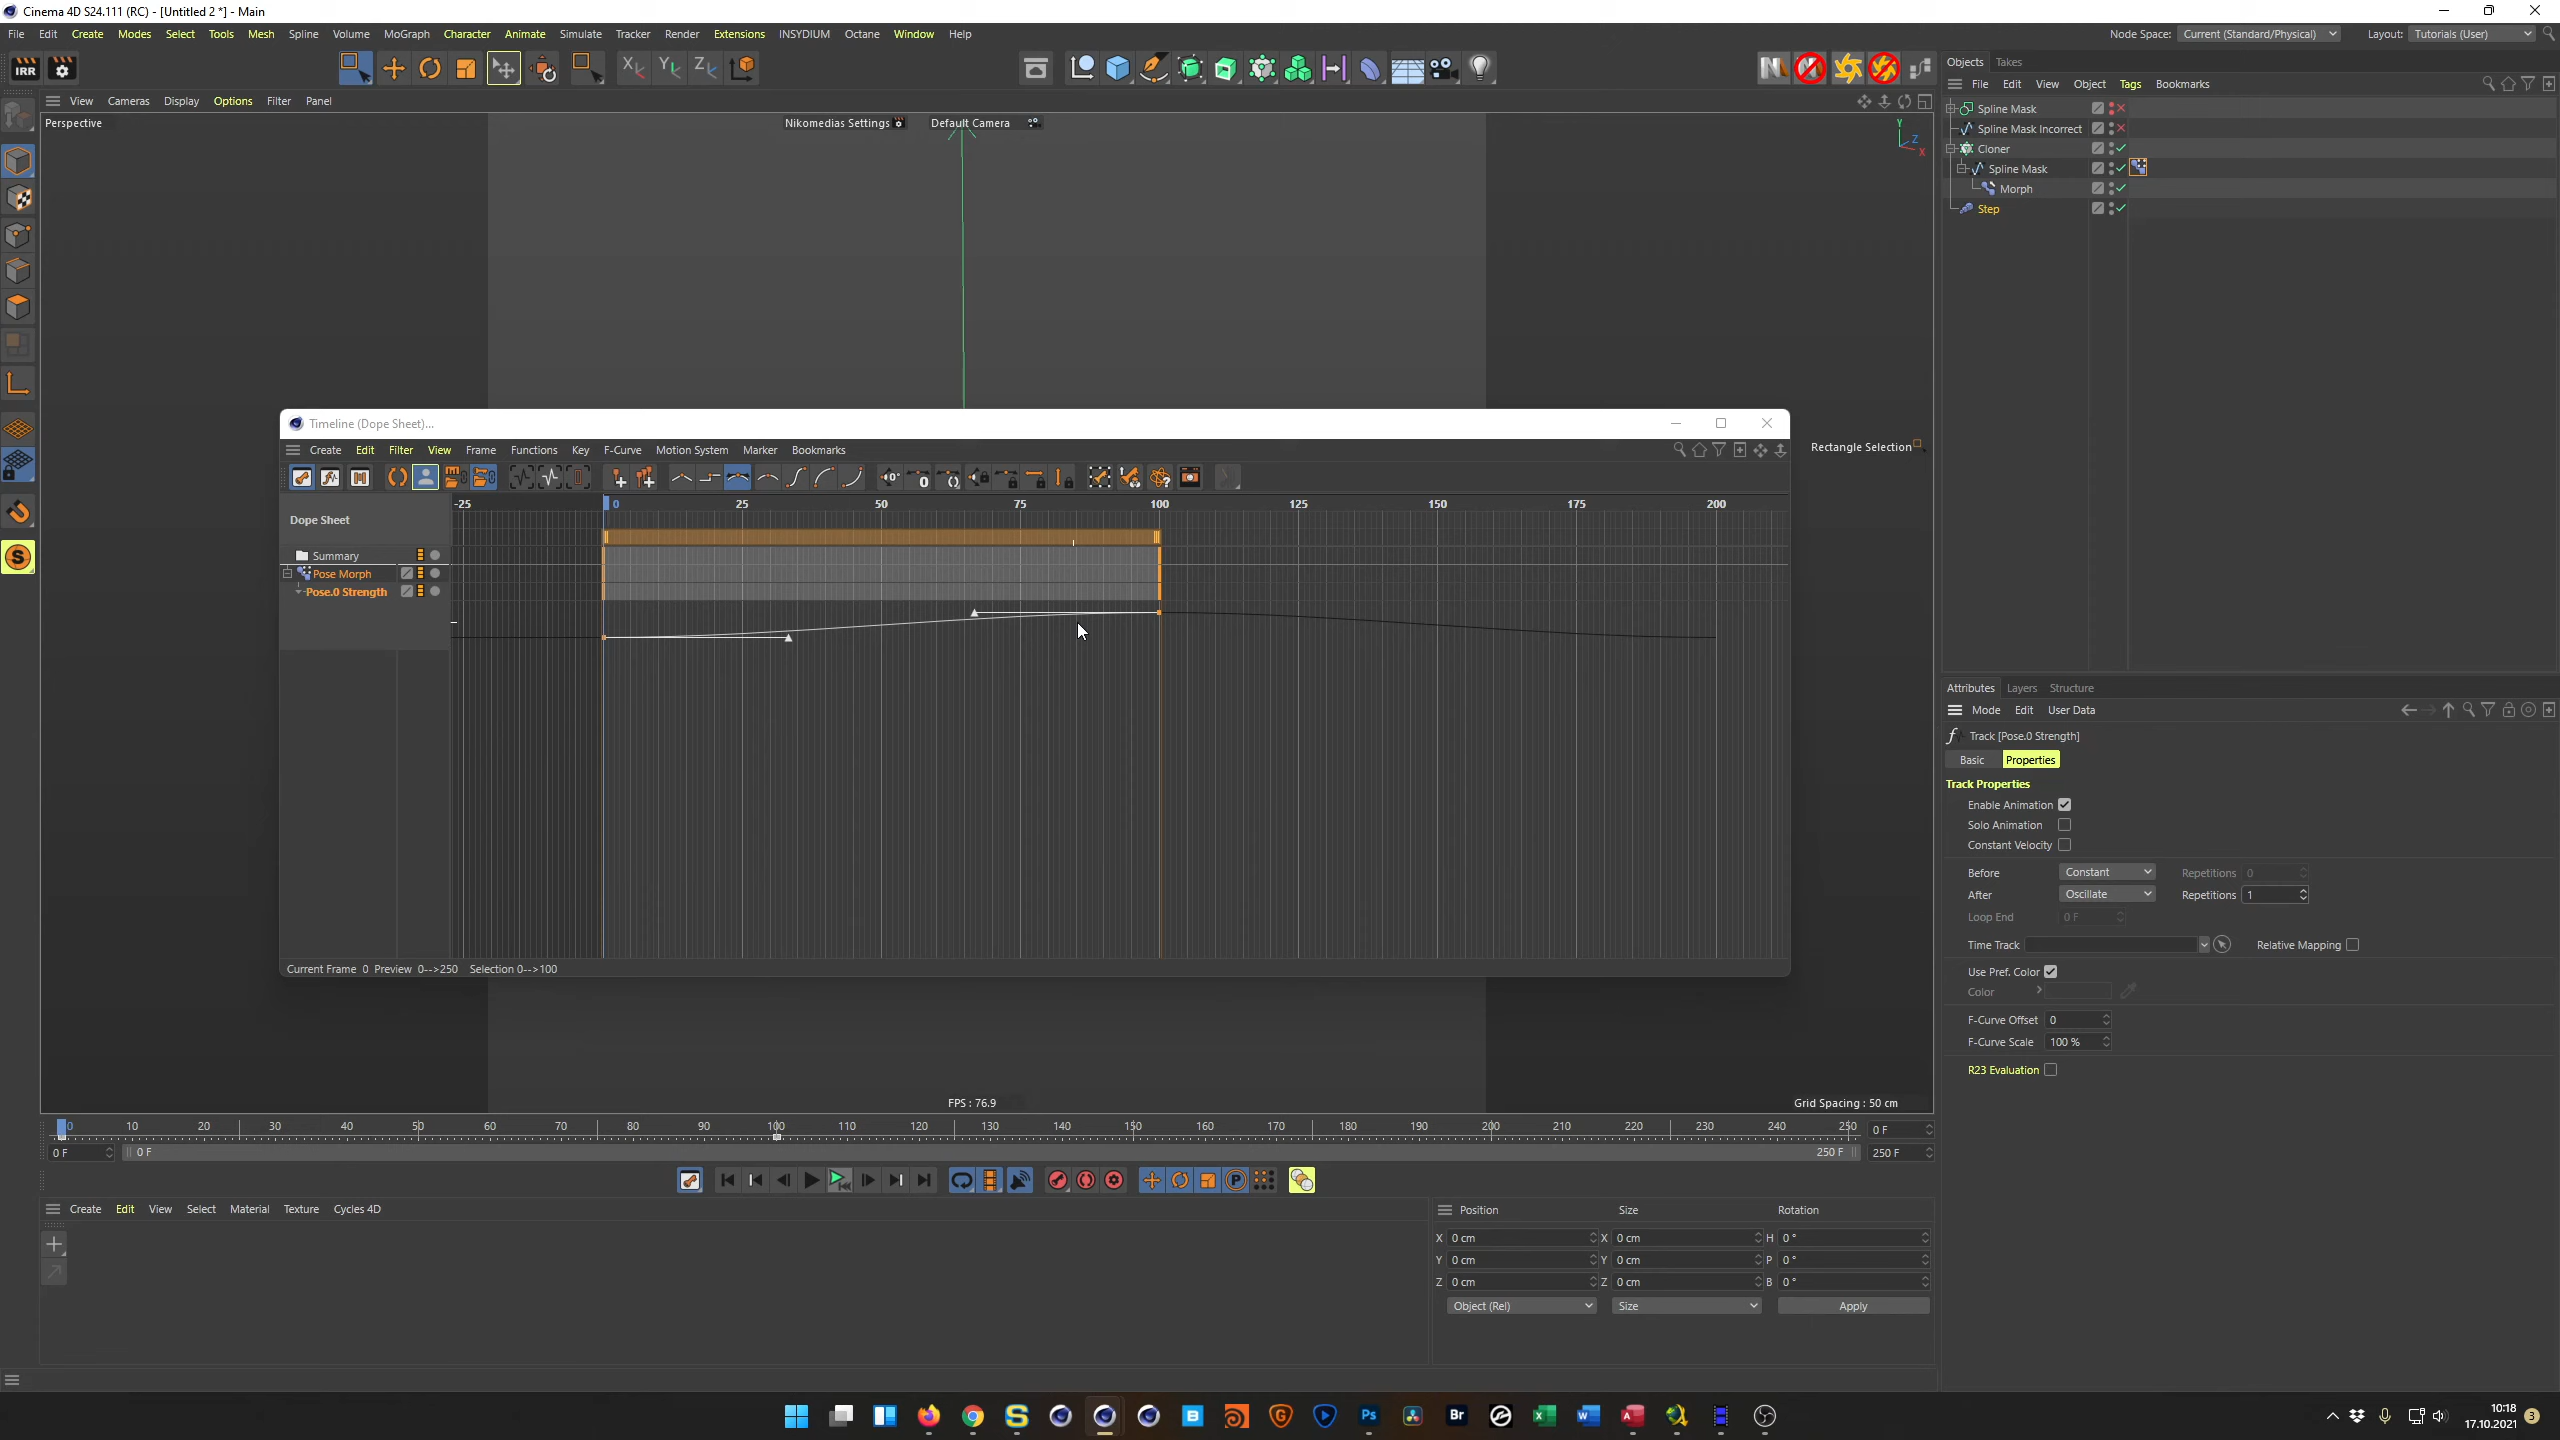 Cinema 4D S24.111 (RC) - [Untitled 2 *] - Main
File Edit Create Modes Select Tools Mesh Spline Volume MoGraph Character Animate Simulate Tracker Render Extensions INSYDIUM Octane Window Help
Node Space: Current (Standard/Physical) Layout: Tutorials (User)
IRR
Objects Takes
File Edit View Object Tags Bookmarks
View Cameras Display Options Filter Panel
Perspective
Nikomedias Settings
Default Camera
Y
Z
X
Spline Mask
Spline Mask Incorrect
Cloner
Spline Mask
Morph
Step
Timeline (Dope Sheet)...
Create Edit Filter View Frame Functions Key F-Curve Motion System Marker Bookmarks
Rectangle Selection
-25 0 25 50 75 100 125 150 175 200
Dope Sheet
Summary
Pose Morph
Pose.0 Strength
Current Frame 0 Preview 0-->250 Selection 0-->100
Attributes Layers Structure
Mode Edit User Data
Track [Pose.0 Strength]
Basic Properties
Track Properties
Enable Animation
Solo Animation
Constant Velocity
Before Constant Repetitions 0
After Oscillate Repetitions 1
Loop End 0 F
Time Track Relative Mapping
Use Pref. Color
Color
F-Curve Offset 0
F-Curve Scale 100 %
R23 Evaluation
FPS : 76.9
Grid Spacing : 50 cm
0 10 20 30 40 50 60 70 80 90 100 110 120 130 140 150 160 170 180 190 200 210 220 230 240 250 0 F
0 F 0 F 250 F 250 F
Create Edit View Select Material Texture Cycles 4D
Position Size Rotation
X 0 cm X 0 cm H 0 °
Y 0 cm Y 0 cm P 0 °
Z 0 cm Z 0 cm B 0 °
Object (Rel) Size Apply
Ps
Br
10:18
17.10.2021
3